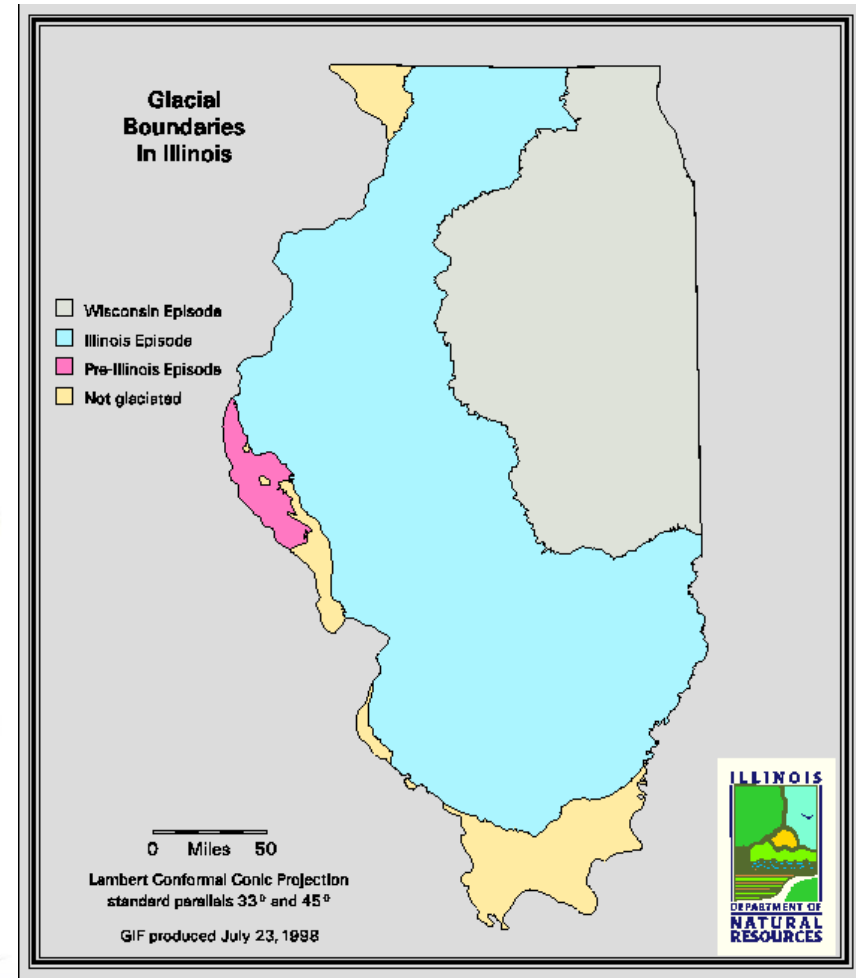 Glacial
Boundaries
In Illinois
Wisconsin Episode
Illinois Episode
Pre-Illinois Episode
Not glaciated
0 Miles 50
Lambert Conformal Conic Projection
standard parallels 33° and 45°
GIF produced July 23, 1998
ILLINOIS
DEPARTMENT OF
NATURAL
RESOURCES